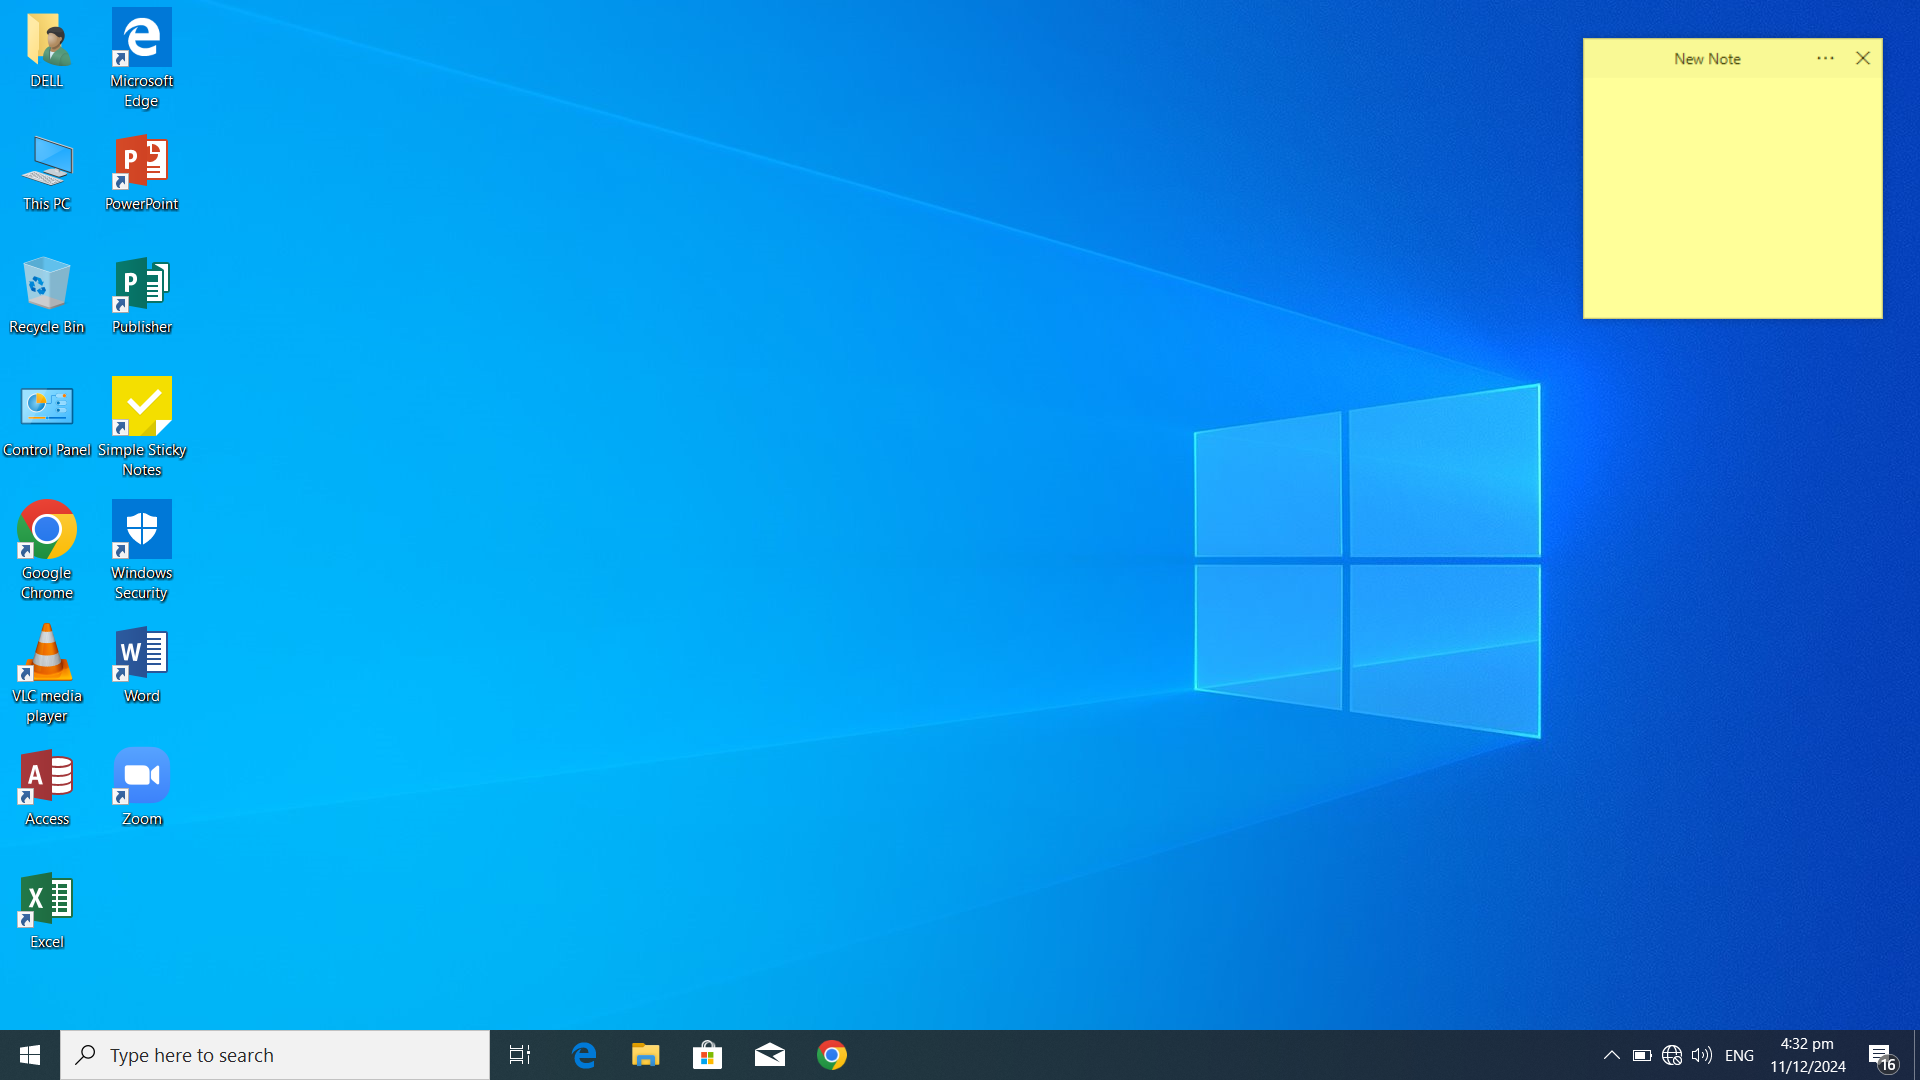 DELL
Microsoft
Edge
This PC
PowerPoint
Recycle Bin
Publisher
Control Panel
Simple Sticky
Notes
Google
Chrome
Windows
Security
VLC media
player
Word
Access
Zoom
Excel
New Note
Type here to search
ENG
4:32 pm
11/12/2024
16